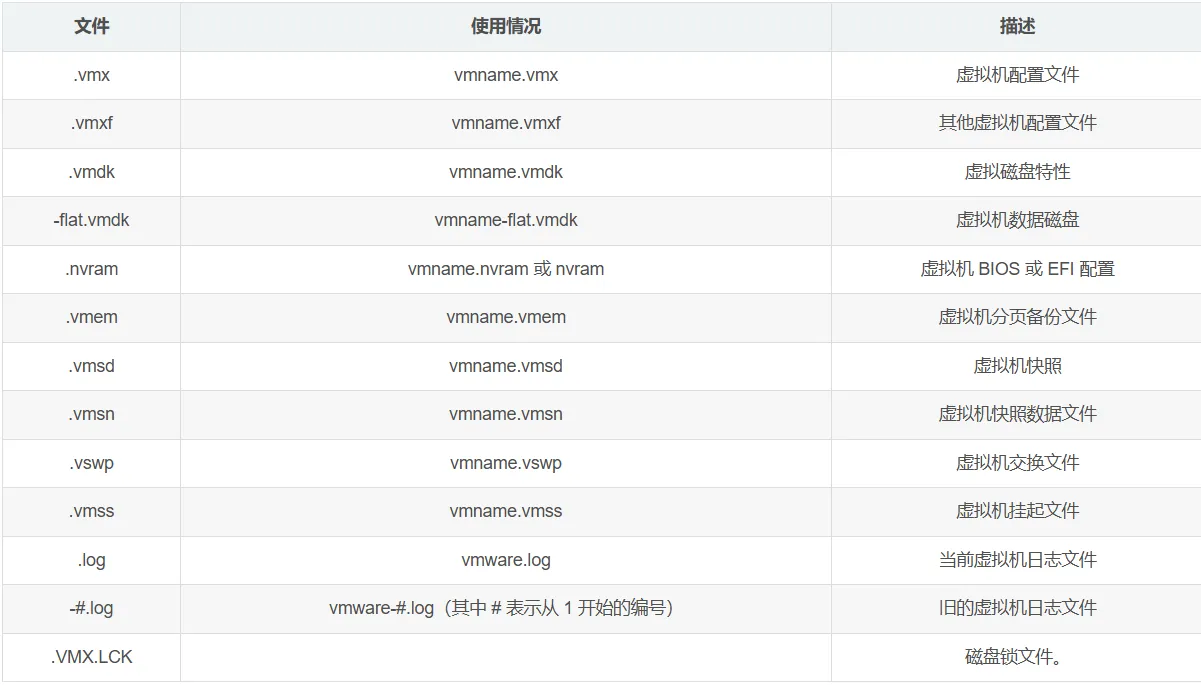 文件 使用情况 描述
.vmx vmname.vmx 虚拟机配置文件
.vmxf vmname.vmxf 其他虚拟机配置文件
.vmdk vmname.vmdk 虚拟磁盘特性
-flat.vmdk vmname-flat.vmdk 虚拟机数据磁盘
.nvram vmname.nvram 或 nvram 虚拟机 BIOS 或 EFI 配置
.vmem vmname.vmem 虚拟机分页备份文件
.vmsd vmname.vmsd 虚拟机快照
.vmsn vmname.vmsn 虚拟机快照数据文件
.vswp vmname.vswp 虚拟机交换文件
.vmss vmname.vmss 虚拟机挂起文件
.log vmware.log 当前虚拟机日志文件
-#.log vmware-#.log（其中 # 表示从 1 开始的编号） 旧的虚拟机日志文件
.VMX.LCK 磁盘锁文件。